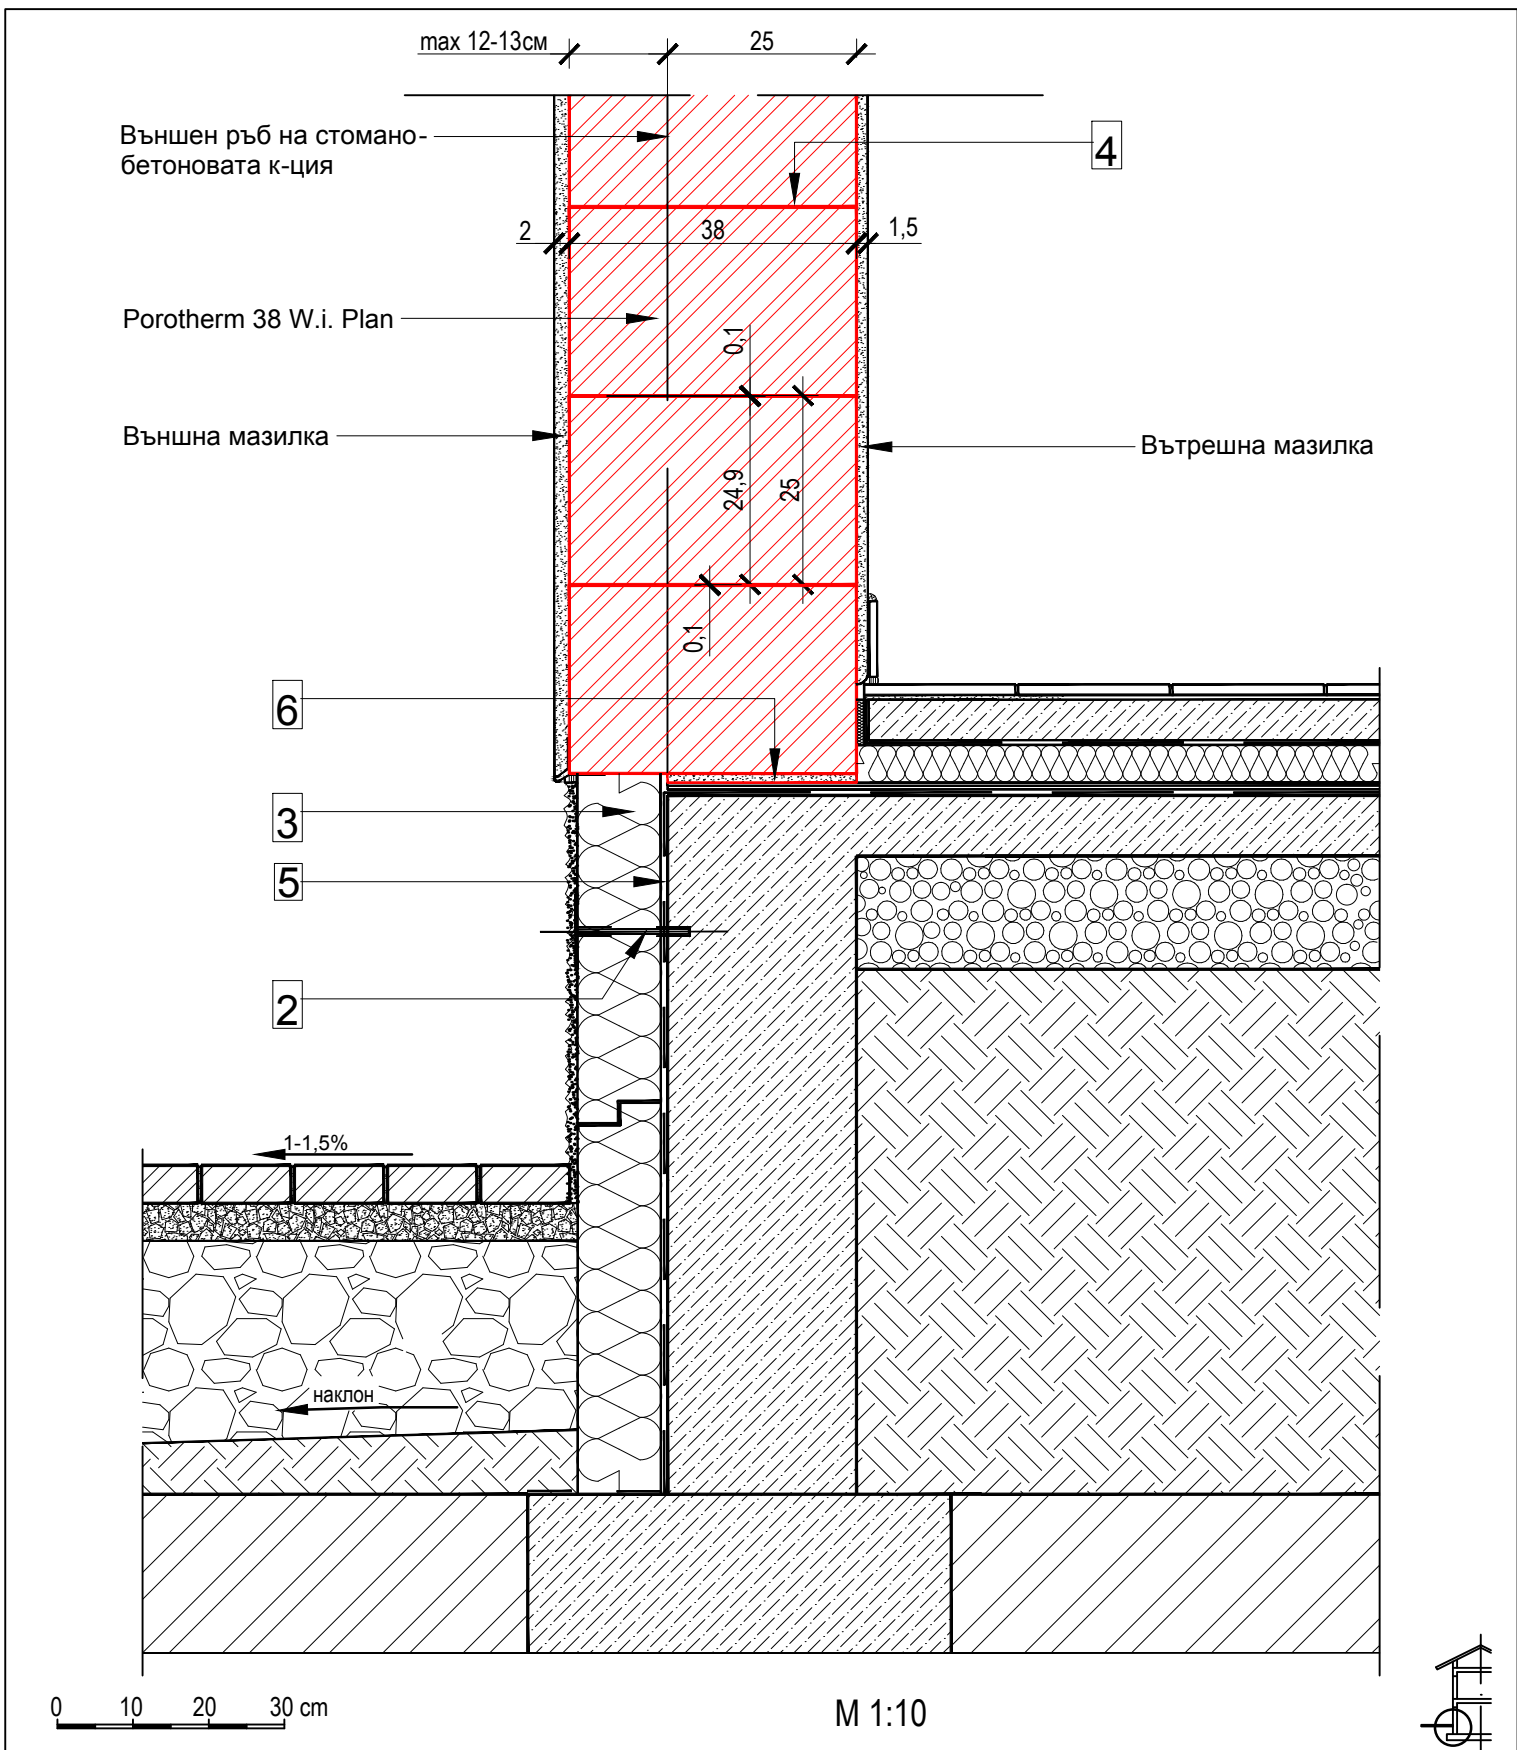 max 12-13см
25
Външен ръб на стомано-
бетоновата к-ция
4
2
38
1,5
Porotherm 38 W.i. Plan
0,1
Външна мазилка
Вътрешна мазилка
24,9
25
0,1
6
3
5
2
1-1,5%
наклон
0 10 20 30 cm
М 1:10